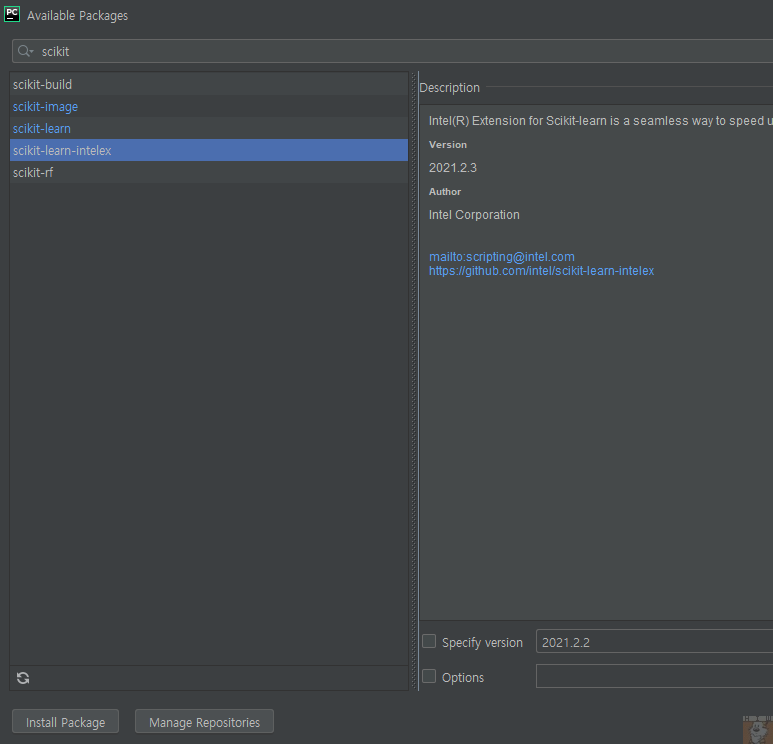 PC
Available Packages
scikit
scikit-build
scikit-image
scikit-learn
scikit-learn-intelex
scikit-rf
Description
Intel(R) Extension for Scikit-learn is a seamless way to speed u
Version
2021.2.3
Author
Intel Corporation
mailto:scripting@intel.com
https://github.com/intel/scikit-learn-intelex
Specify version
2021.2.2
Options
Install Package
Manage Repositories